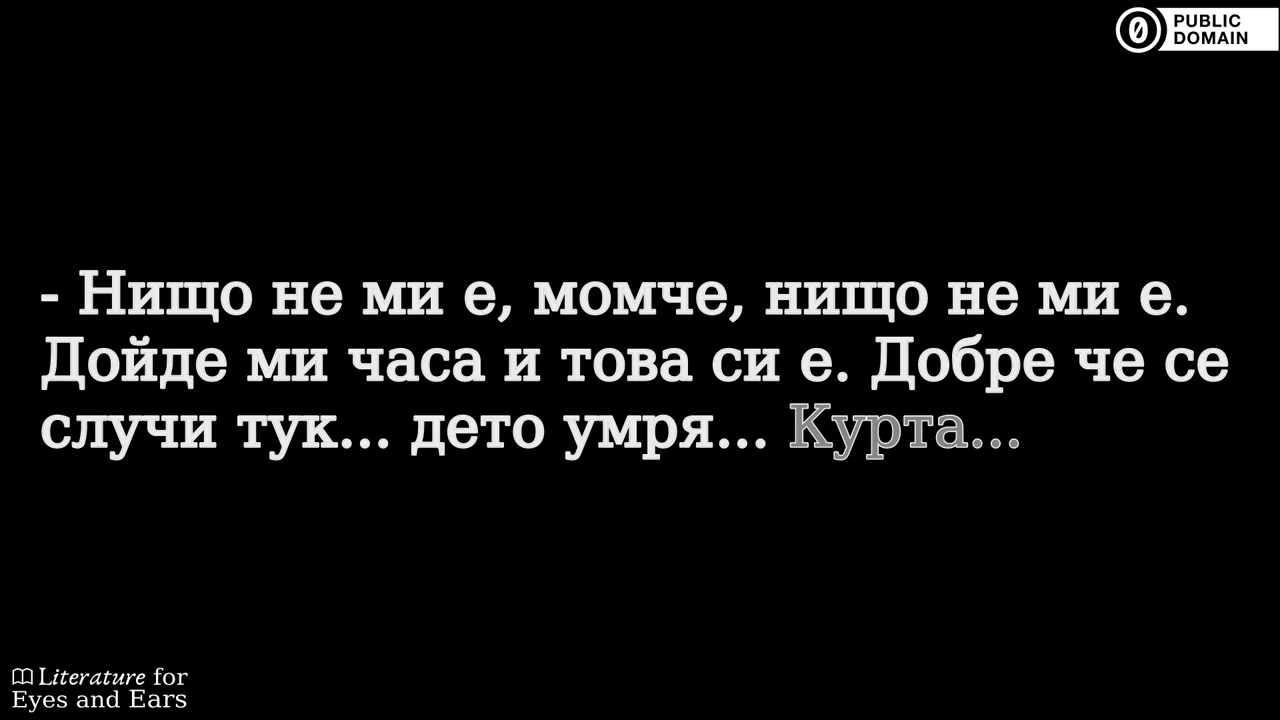 PUBLIC
DOMAIN
- Нищо не ми е, момче, нищо не ми е.
Дойде ми часа и това си е. Добре че се
случи тук... дето умря... Курта...
Literature for
Eyes and Ears